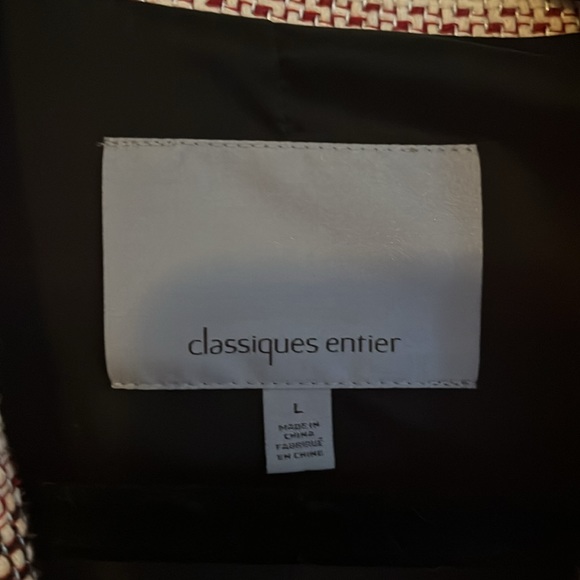 classiques entier
L
MADE IN
CHINA
FABRIQUÉ
EN CHINE